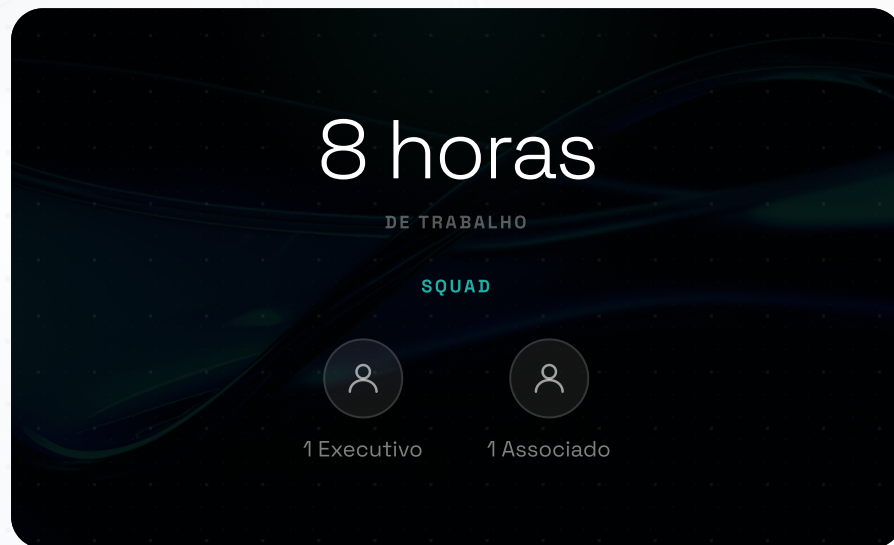 8 horas
DE TRABALHO
SQUAD
1 Executivo
1 Associado